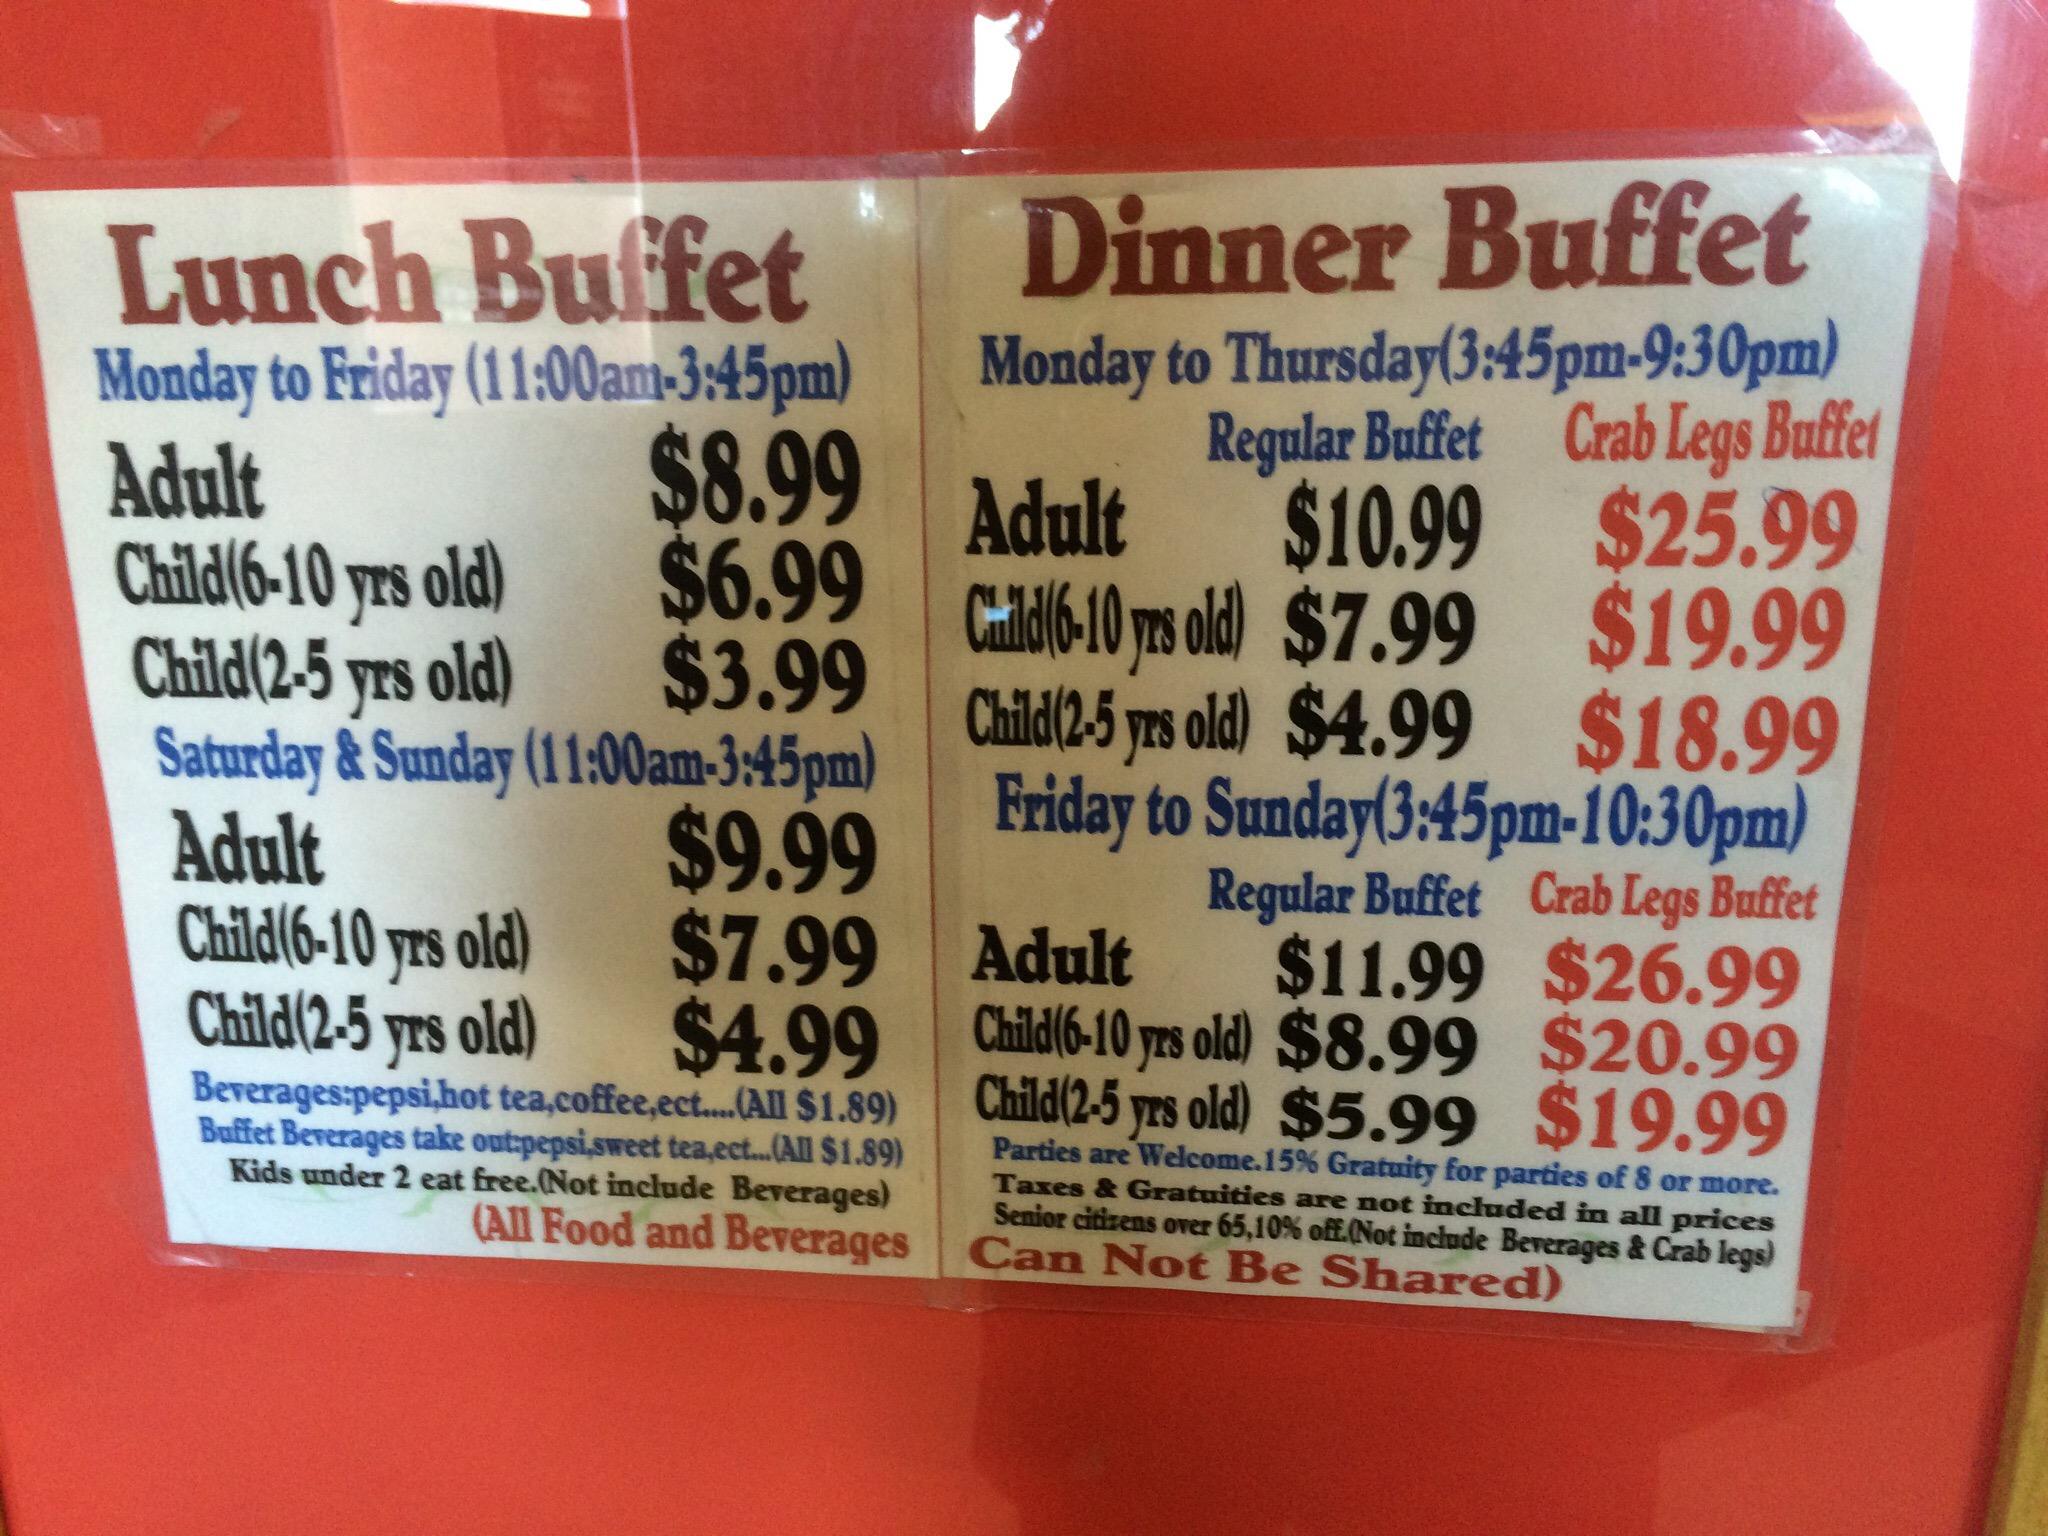 Lunch Buffet
Monday to Friday (11:00am-3:45pm)
Adult $8.99
Child(6-10 yrs old) $6.99
Child(2-5 yrs old) $3.99
Saturday & Sunday (11:00am-3:45pm)
Adult $9.99
Child(6-10 yrs old) $7.99
Child(2-5 yrs old) $4.99
Beverages:pepsi,hot tea,coffee,ect....(All $1.89)
Buffet Beverages take out:pepsi,sweet tea,ect...(All $1.89)
Kids under 2 eat free.(Not include Beverages)
(All Food and Beverages
Dinner Buffet
Monday to Thursday(3:45pm-9:30pm)
Regular Buffet Crab Legs Buffet
Adult $10.99 $25.99
Child(6-10 yrs old) $7.99 $19.99
Child(2-5 yrs old) $4.99 $18.99
Friday to Sunday(3:45pm-10:30pm)
Regular Buffet Crab Legs Buffet
Adult $11.99 $26.99
Child(6-10 yrs old) $8.99 $20.99
Child(2-5 yrs old) $5.99 $19.99
Parties are Welcome.15% Gratuity for parties of 8 or more.
Taxes & Gratuities are not included in all prices
Senior citizens over 65,10% off.(Not include Beverages & Crab legs)
Can Not Be Shared)